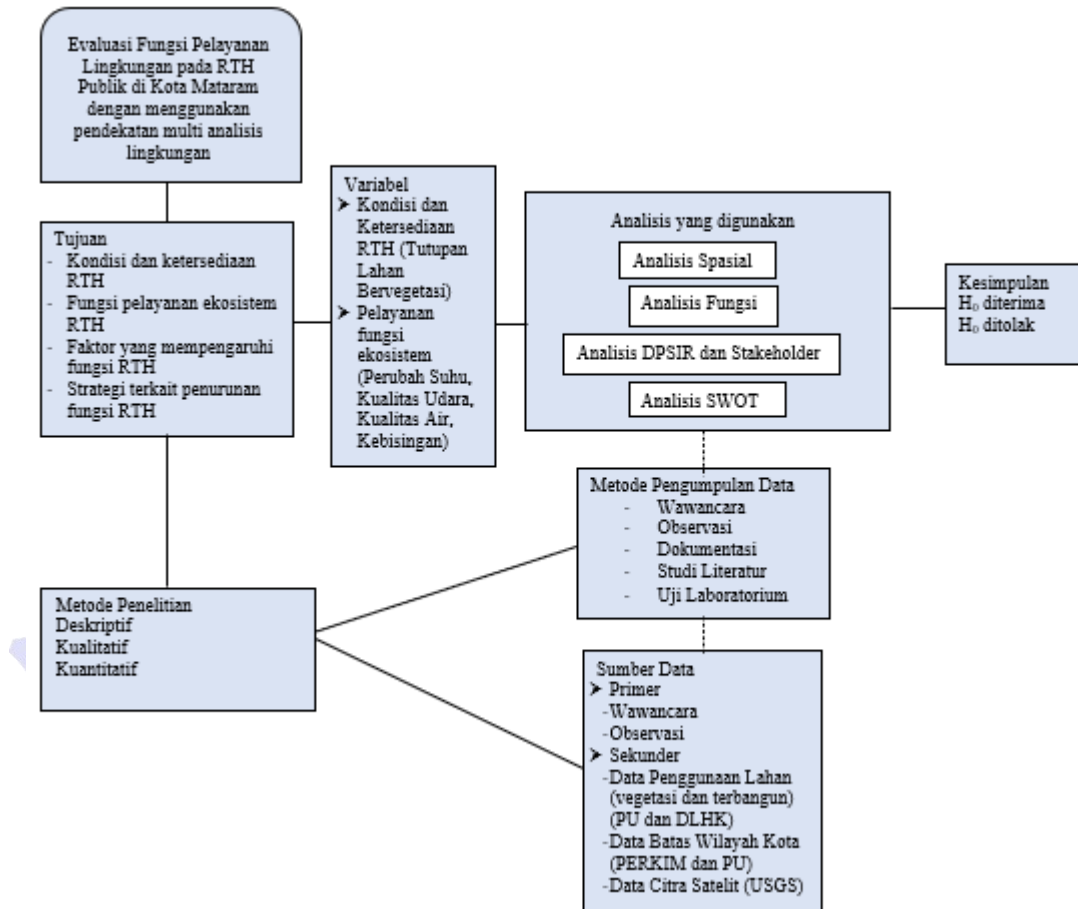 Evaluasi Fungsi Pelayanan
Lingkungan pada RTH
Publik di Kota Mataram
dengan menggunakan
pendekatan multi analisis
lingkungan
Tujuan
- Kondisi dan ketersediaan
RTH
- Fungsi pelayanan ekosistem
RTH
- Faktor yang mempengaruhi
fungsi RTH
- Strategi terkait penurunan
fungsi RTH
Variabel
➤ Kondisi dan
Ketersediaan
RTH (Tutupan
Lahan
Bervegetasi)
➤ Pelayanan
fungsi
ekosistem
(Perubah Suhu,
Kualitas Udara,
Kualitas Air,
Kebisingan)
Analisis yang digunakan
Analisis Spasial
Analisis Fungsi
Analisis DPSIR dan Stakeholder
Analisis SWOT
Kesimpulan
H₀ diterima
H₀ ditolak
Metode Penelitian
Deskriptif
Kualitatif
Kuantitatif
Metode Pengumpulan Data
- Wawancara
- Observasi
- Dokumentasi
- Studi Literatur
- Uji Laboratorium
Sumber Data
➤ Primer
-Wawancara
-Observasi
➤ Sekunder
-Data Penggunaan Lahan
(vegetasi dan terbangun)
(PU dan DLHK)
-Data Batas Wilayah Kota
(PERKIM dan PU)
-Data Citra Satelit (USGS)